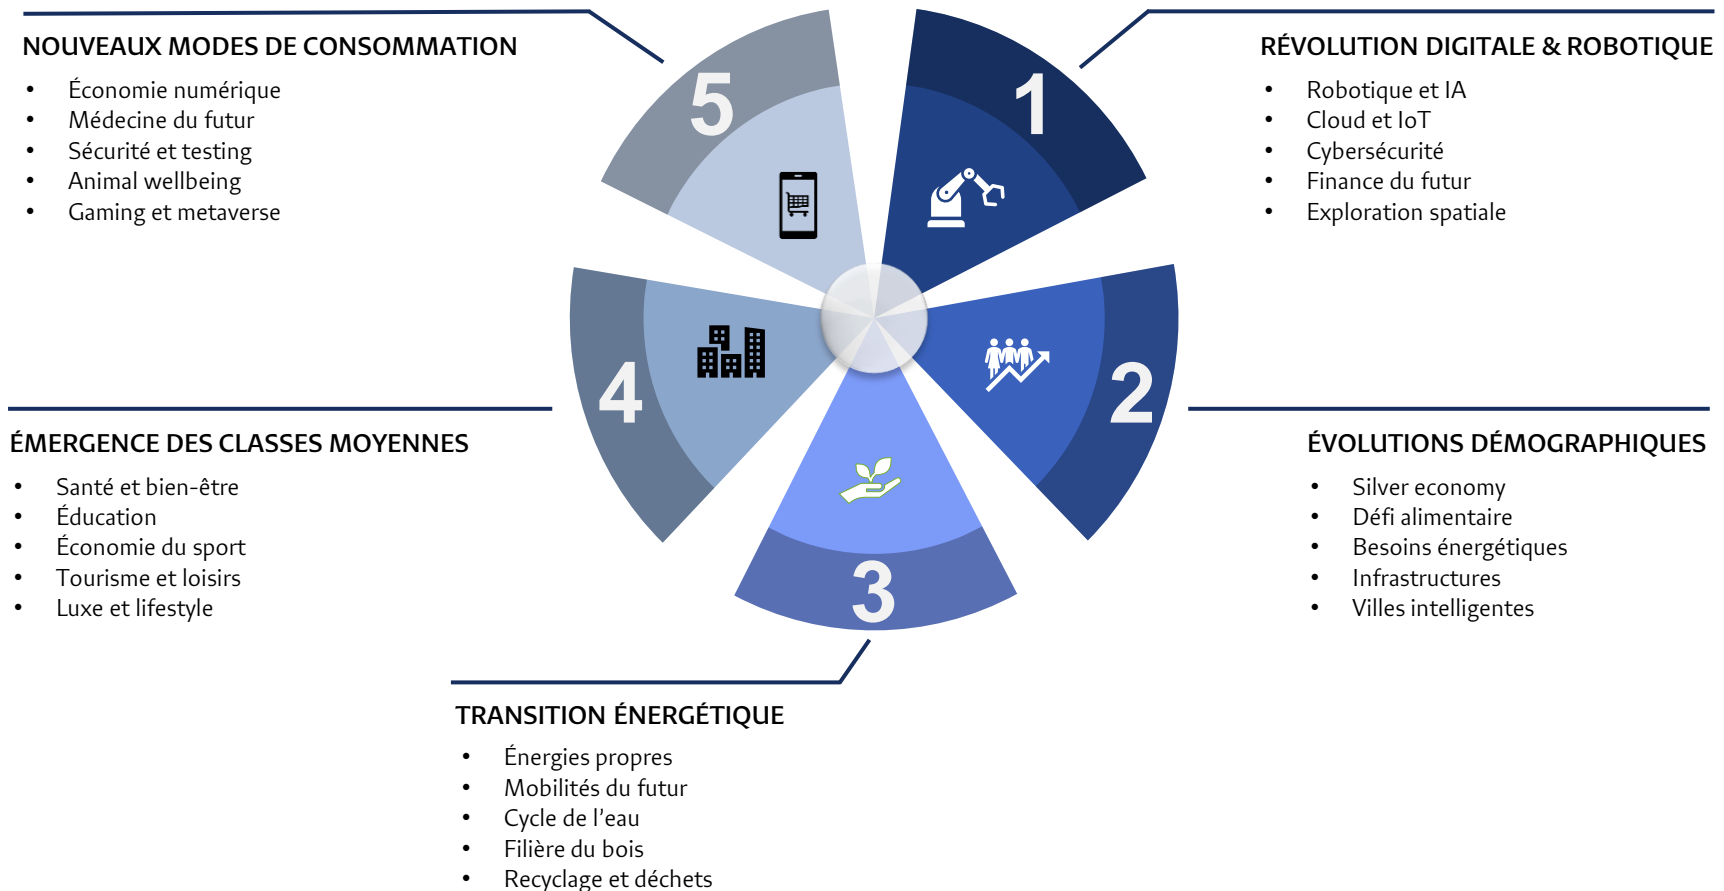 NOUVEAUX MODES DE CONSOMMATION
• Économie numérique
• Médecine du futur
• Sécurité et testing
• Animal wellbeing
• Gaming et metaverse
5
1
RÉVOLUTION DIGITALE & ROBOTIQUE
• Robotique et IA
• Cloud et IoT
• Cybersécurité
• Finance du futur
• Exploration spatiale
4
2
ÉMERGENCE DES CLASSES MOYENNES
• Santé et bien-être
• Éducation
• Économie du sport
• Tourisme et loisirs
• Luxe et lifestyle
ÉVOLUTIONS DÉMOGRAPHIQUES
• Silver economy
• Défi alimentaire
• Besoins énergétiques
• Infrastructures
• Villes intelligentes
3
TRANSITION ÉNERGÉTIQUE
• Énergies propres
• Mobilités du futur
• Cycle de l'eau
• Filière du bois
• Recyclage et déchets